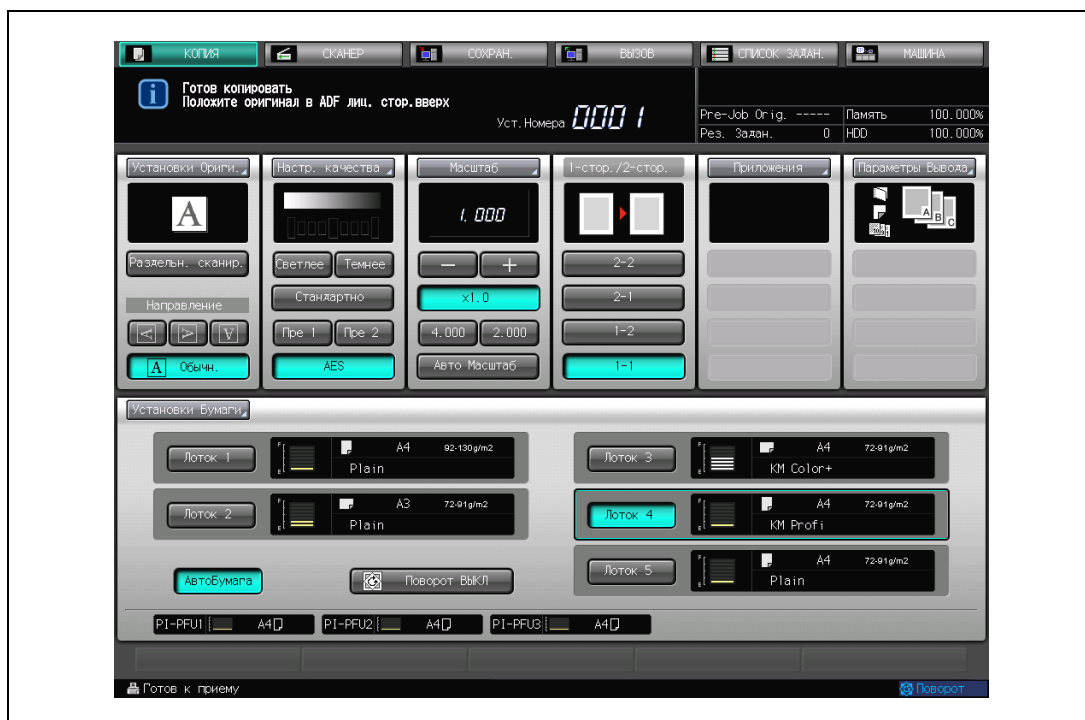 КОПИЯ
СКАНЕР
СОХРАН.
ВЫЗОВ
СПИСОК ЗАДАН.
МАШИНА
Готов копировать
Положите оригинал в ADF лиц. стор.вверх
Уст.Номера 0001
Pre-Job Orig. -----
Память 100.000%
Рез. Задан. 0
HDD 100.000%
Установки Ориги.
Настр. качества
Масштаб
1-стор./2-стор.
Приложения
Параметры Вывода
A
1.000
A B C
Раздельн. сканир.
Светлее
Темнее
− +
2-2
Направление
Стандартно
x1.0
2-1
A A A
Пре 1
Пре 2
4.000
2.000
1-2
A Обычн.
AES
Авто Масштаб
1-1
Установки Бумаги
Лоток 1
F
E
A4 92-130g/m2
Plain
Лоток 3
F
E
A4 72-91g/m2
KM Color+
Лоток 2
F
E
A3 72-91g/m2
Plain
Лоток 4
F
E
A4 72-91g/m2
KM Profi
Лоток 5
F
E
A4 72-91g/m2
Plain
АвтоБумага
Поворот ВЫКЛ
PI-PFU1 A4
PI-PFU2 A4
PI-PFU3 A4
Готов к приему
Поворот